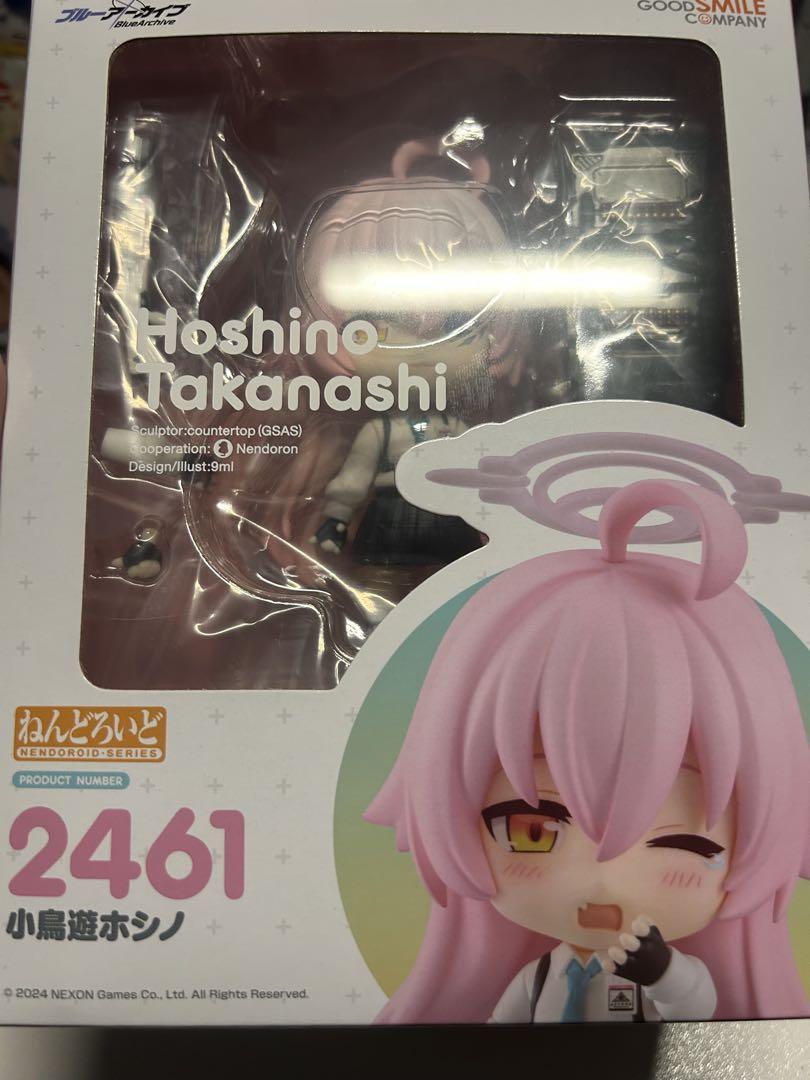 ブルーアーカイブ
BlueArchive
GOODSMILE
COMPANY
Hoshino
Takanashi
Sculptor:countertop (GSAS)
Cooperation: Nendoron
Design/Illust:9ml
ねんどろいど
NENDOROID・SERIES
PRODUCT NUMBER
2461
小鳥遊ホシノ
© 2024 NEXON Games Co., Ltd. All Rights Reserved.